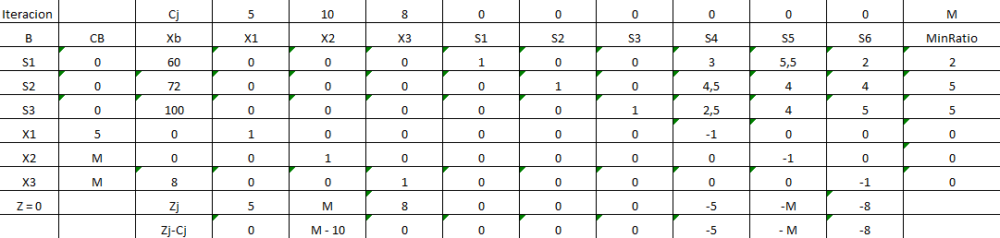 Iteracion Cj 5 10 8 0 0 0 0 0 0 M
B CB Xb X1 X2 X3 S1 S2 S3 S4 S5 S6 MinRatio
S1 0 60 0 0 0 1 0 0 3 5,5 2 2
S2 0 72 0 0 0 0 1 0 4,5 4 4 5
S3 0 100 0 0 0 0 0 1 2,5 4 5 5
X1 5 0 1 0 0 0 0 0 -1 0 0 0
X2 M 0 0 1 0 0 0 0 0 -1 0 0
X3 M 8 0 0 1 0 0 0 0 0 -1 0
Z = 0 Zj 5 M 8 0 0 0 -5 -M -8
Zj-Cj 0 M - 10 0 0 0 0 -5 - M -8